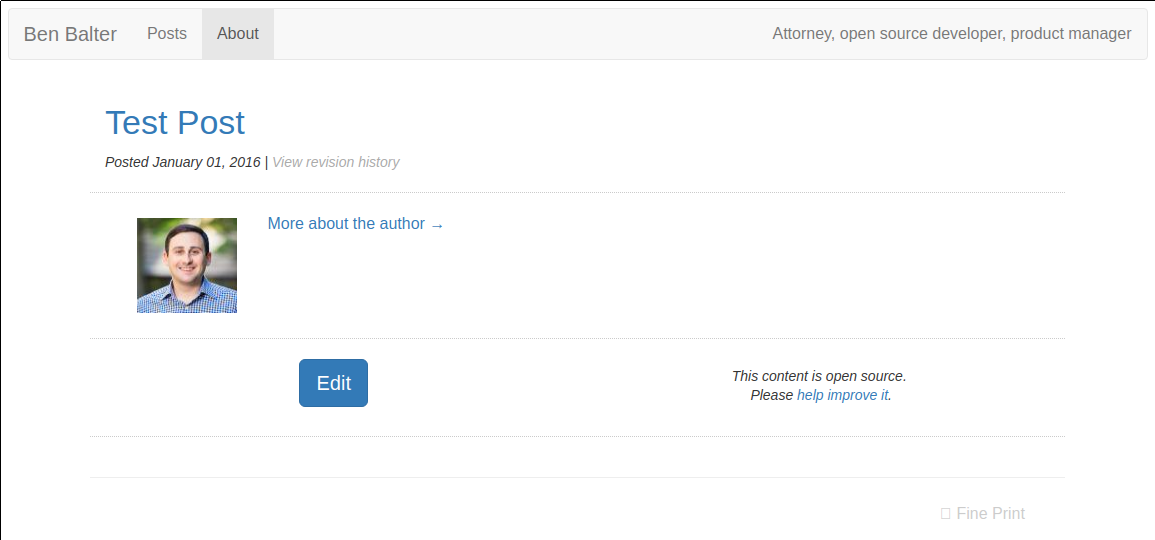 Ben Balter Posts About Attorney, open source developer, product manager
Test Post
Posted January 01, 2016 | View revision history
More about the author →
Edit
This content is open source.
Please help improve it.
Fine Print